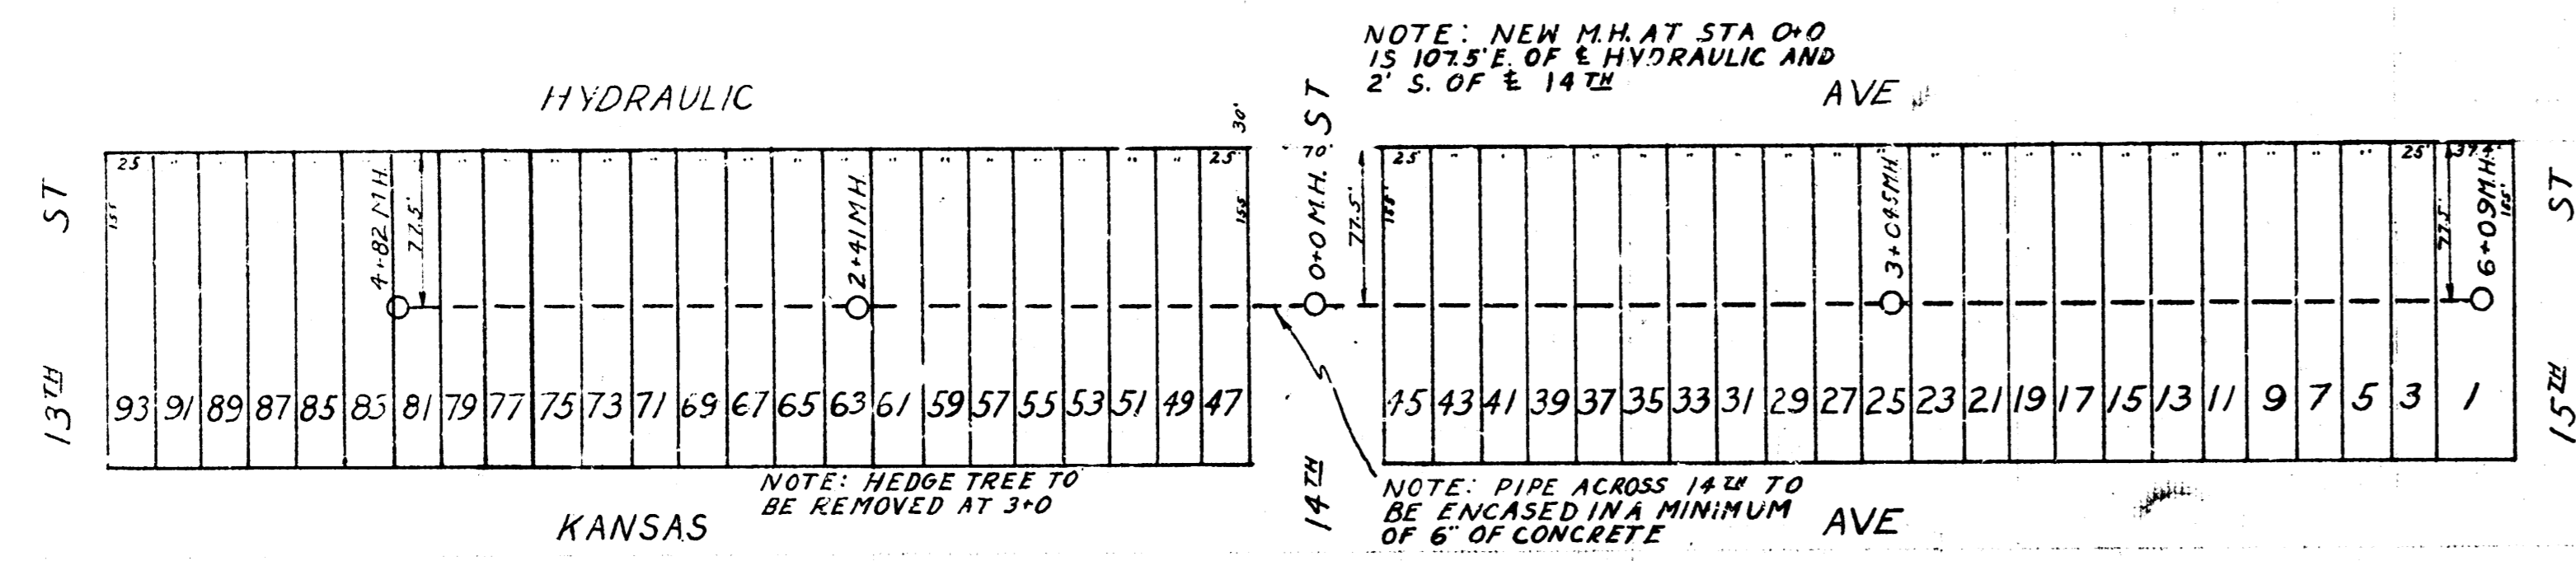 NOTE: NEW M.H. AT STA 0+0
IS 107.5' E. OF ℄ HYDRAULIC AND
2' S. OF ℄ 14TH
HYDRAULIC
AVE
30'
ST
13TH
25 " " " " " " " " " " " " " " " " " " " " " " 25
155'
4+82 M.H.
77.5'
2+41 M.H.
155
70'
0+0 M.H.
ST
14TH
77.5'
25' " " " " " " " " " " " " " " " " " " " " 25' 37.4'
155'
3+04.5 M.H.
77.5'
6+09 M.H.
155'
ST
15TH
93 91 89 87 85 83 81 79 77 75 73 71 69 67 65 63 61 59 57 55 53 51 49 47
45 43 41 39 37 35 33 31 29 27 25 23 21 19 17 15 13 11 9 7 5 3 1
NOTE: HEDGE TREE TO
BE REMOVED AT 3+0
NOTE: PIPE ACROSS 14TH TO
BE ENCASED IN A MINIMUM
OF 6" OF CONCRETE
KANSAS
AVE